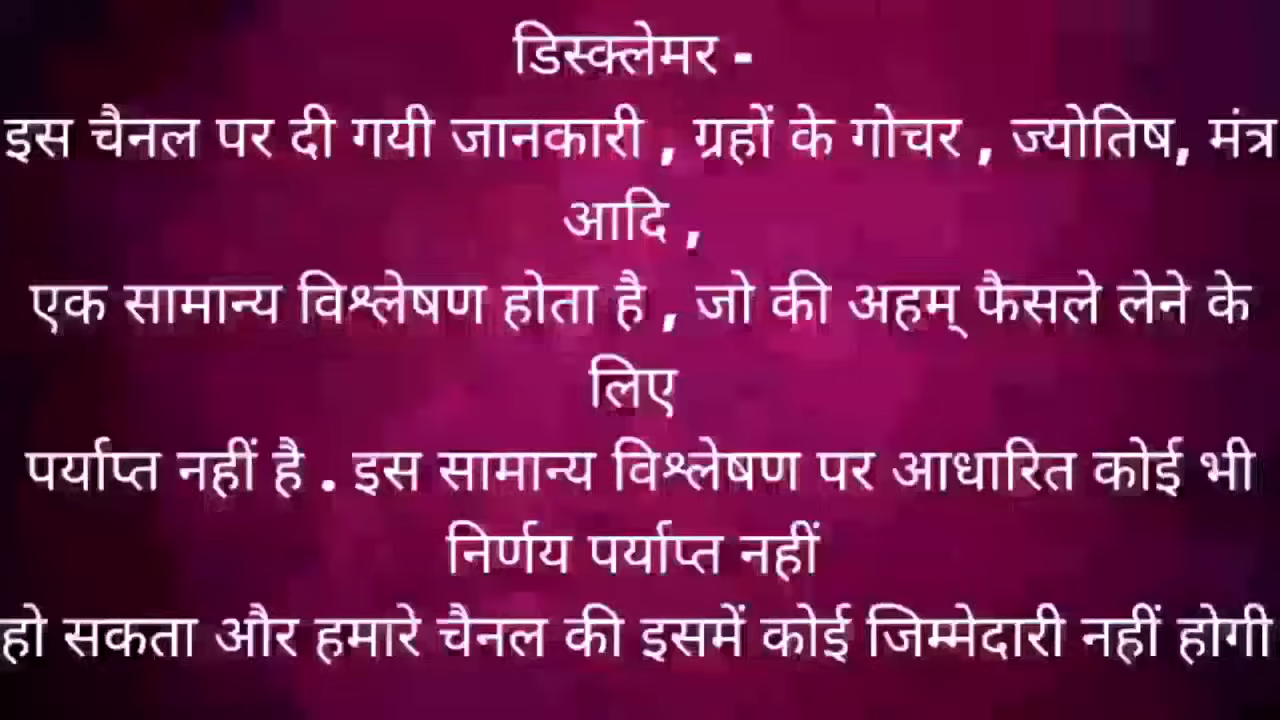 डिस्क्लेमर -
इस चैनल पर दी गयी जानकारी , ग्रहों के गोचर , ज्योतिष, मंत्र
आदि ,
एक सामान्य विश्लेषण होता है , जो की अहम् फैसले लेने के
लिए
पर्याप्त नहीं है . इस सामान्य विश्लेषण पर आधारित कोई भी
निर्णय पर्याप्त नहीं
हो सकता और हमारे चैनल की इसमें कोई जिम्मेदारी नहीं होगी